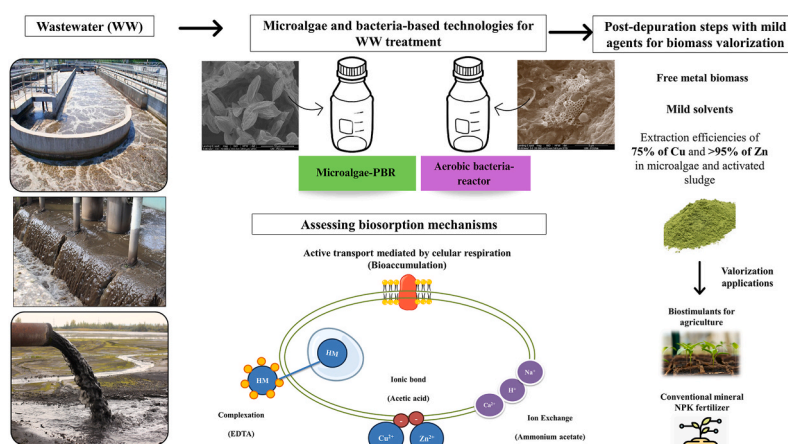 Wastewater (WW)
Microalgae and bacteria-based technologies for
WW treatment
Post-depuration steps with mild
agents for biomass valorization
Microalgae-PBR
Aerobic bacteria-
reactor
Free metal biomass
Mild solvents
Extraction efficiencies of
75% of Cu and >95% of Zn
in microalgae and activated
sludge
Assessing biosorption mechanisms
Active transport mediated by celular respiration
(Bioaccumulation)
HM
HM
Complexation
(EDTA)
Ionic bond
(Acetic acid)
-
-
Cu²⁺
Zn²⁺
Na⁺
H⁺
Ca²⁺
Ion Exchange
(Ammonium acetate)
Valorization
applications
Biostimulants for
agriculture
Conventional mineral
NPK fertilizer